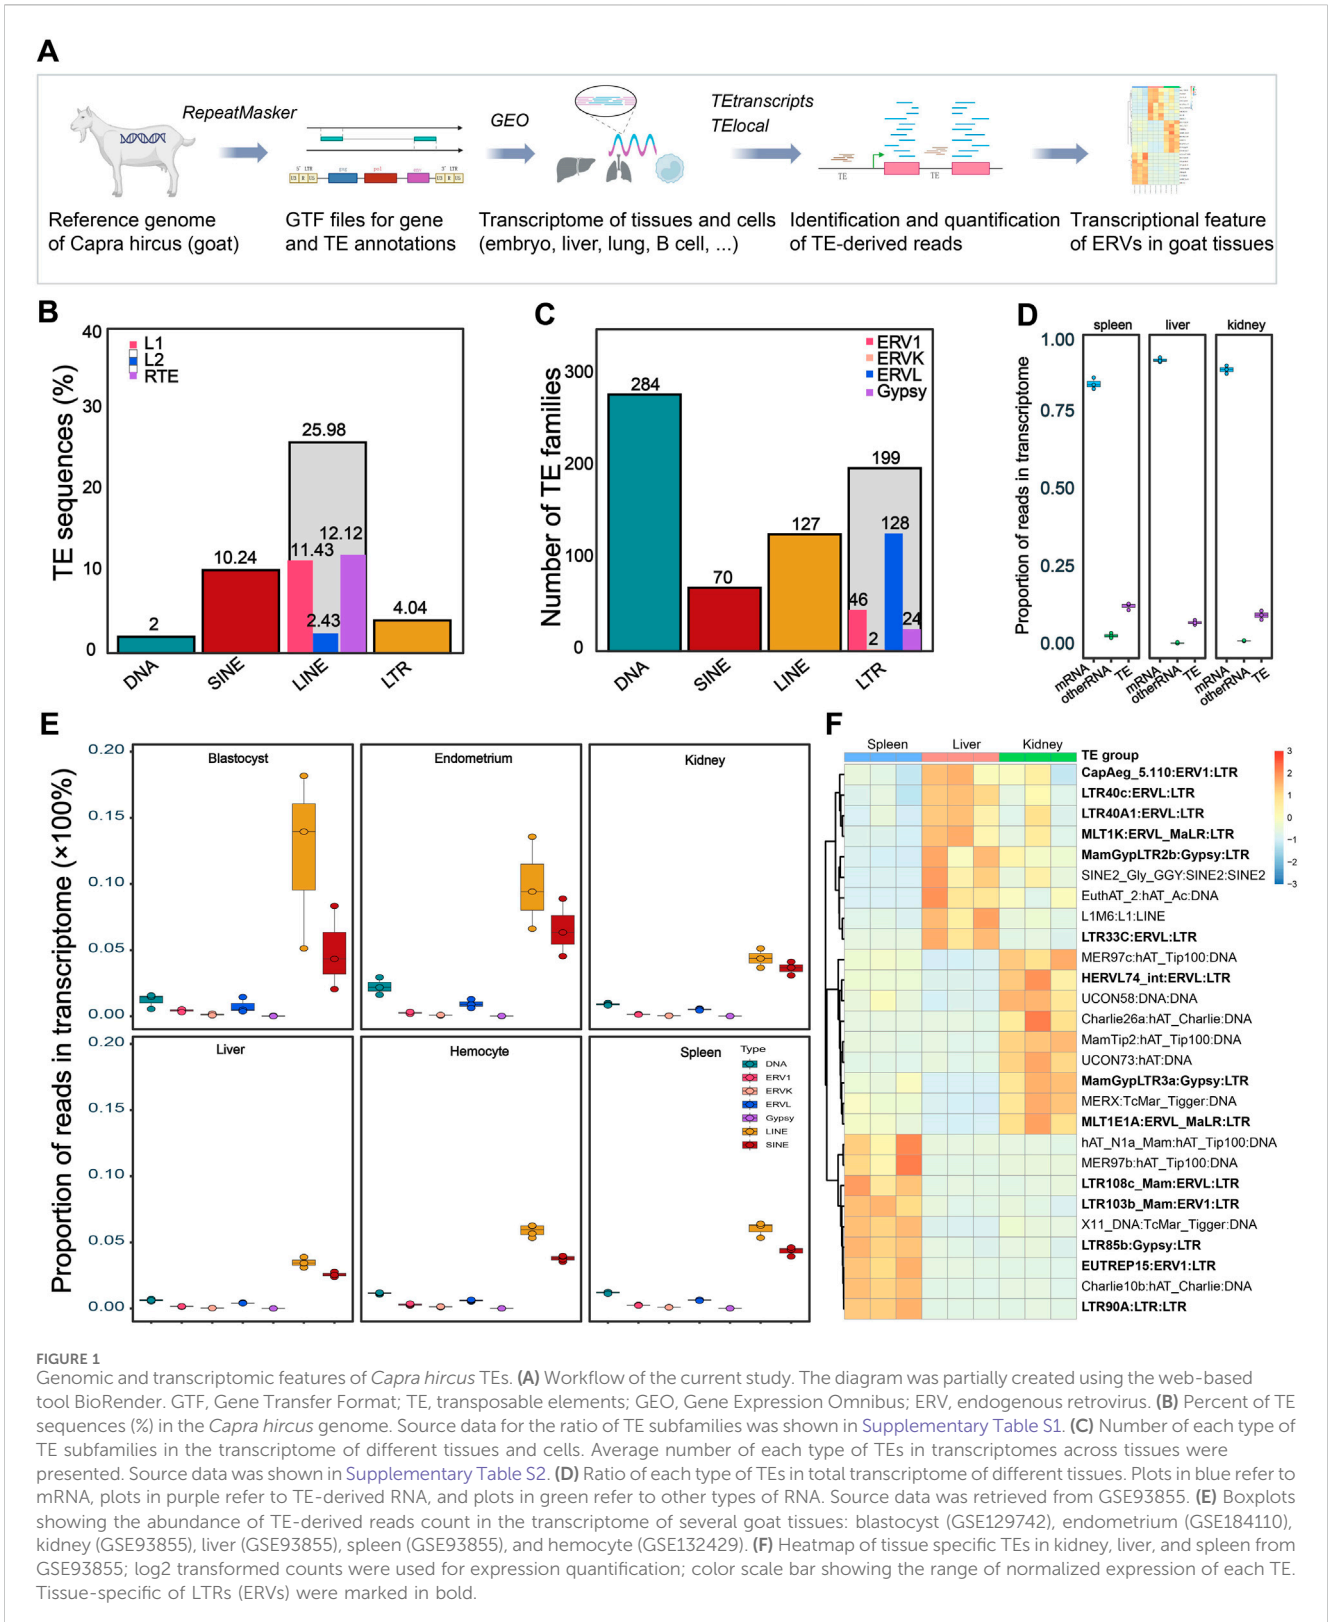 A
RepeatMasker
GEO
TEtranscripts
TElocal
5' LTR
U3 R U5
gag
pol
env
5' LTR
U3 R U5
TE
TE
Reference genome
of Capra hircus (goat)
GTF files for gene
and TE annotations
Transcriptome of tissues and cells
(embryo, liver, lung, B cell, ...)
Identification and quantification
of TE-derived reads
Transcriptional feature
of ERVs in goat tissues
B
TE sequences (%)
40
30
20
10
0
L1
L2
RTE
2
10.24
25.98
11.43
2.43
12.12
4.04
DNA
SINE
LINE
LTR
C
Number of TE families
300
200
100
0
ERV1
ERVK
ERVL
Gypsy
284
70
127
199
46
2
128
24
DNA
SINE
LINE
LTR
D
spleen
liver
kidney
Proportion of reads in transcriptome
1.00
0.75
0.50
0.25
0.00
mRNA
otherRNA
TE
mRNA
otherRNA
TE
mRNA
otherRNA
TE
E
Proportion of reads in transcriptome (×100%)
0.20
0.15
0.10
0.05
0.00
Blastocyst
Endometrium
Kidney
0.20
0.15
0.10
0.05
0.00
Liver
Hemocyte
Spleen
Type
DNA
ERV1
ERVK
ERVL
Gypsy
LINE
SINE
F
Spleen
Liver
Kidney
TE group
CapAeg_5.110:ERV1:LTR
LTR40c:ERVL:LTR
LTR40A1:ERVL:LTR
MLT1K:ERVL_MaLR:LTR
MamGypLTR2b:Gypsy:LTR
SINE2_Gly_GGY:SINE2:SINE2
EuthAT_2:hAT_Ac:DNA
L1M6:L1:LINE
LTR33C:ERVL:LTR
MER97c:hAT_Tip100:DNA
HERVL74_int:ERVL:LTR
UCON58:DNA:DNA
Charlie26a:hAT_Charlie:DNA
MamTip2:hAT_Tip100:DNA
UCON73:hAT:DNA
MamGypLTR3a:Gypsy:LTR
MERX:TcMar_Tigger:DNA
MLT1E1A:ERVL_MaLR:LTR
hAT_N1a_Mam:hAT_Tip100:DNA
MER97b:hAT_Tip100:DNA
LTR108c_Mam:ERVL:LTR
LTR103b_Mam:ERV1:LTR
X11_DNA:TcMar_Tigger:DNA
LTR85b:Gypsy:LTR
EUTREP15:ERV1:LTR
Charlie10b:hAT_Charlie:DNA
LTR90A:LTR:LTR
3
2
1
0
−1
−2
−3
FIGURE 1
Genomic and transcriptomic features of Capra hircus TEs. (A) Workflow of the current study. The diagram was partially created using the web-based
tool BioRender. GTF, Gene Transfer Format; TE, transposable elements; GEO, Gene Expression Omnibus; ERV, endogenous retrovirus. (B) Percent of TE
sequences (%) in the Capra hircus genome. Source data for the ratio of TE subfamilies was shown in Supplementary Table S1. (C) Number of each type of
TE subfamilies in the transcriptome of different tissues and cells. Average number of each type of TEs in transcriptomes across tissues were
presented. Source data was shown in Supplementary Table S2. (D) Ratio of each type of TEs in total transcriptome of different tissues. Plots in blue refer to
mRNA, plots in purple refer to TE-derived RNA, and plots in green refer to other types of RNA. Source data was retrieved from GSE93855. (E) Boxplots
showing the abundance of TE-derived reads count in the transcriptome of several goat tissues: blastocyst (GSE129742), endometrium (GSE184110),
kidney (GSE93855), liver (GSE93855), spleen (GSE93855), and hemocyte (GSE132429). (F) Heatmap of tissue specific TEs in kidney, liver, and spleen from
GSE93855; log2 transformed counts were used for expression quantification; color scale bar showing the range of normalized expression of each TE.
Tissue-specific of LTRs (ERVs) were marked in bold.